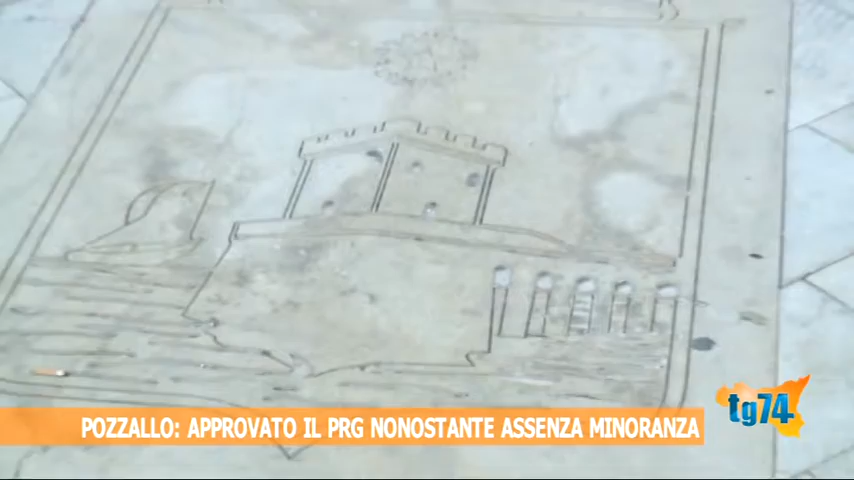 tg74
POZZALLO: APPROVATO IL PRG NONOSTANTE ASSENZA MINORANZA